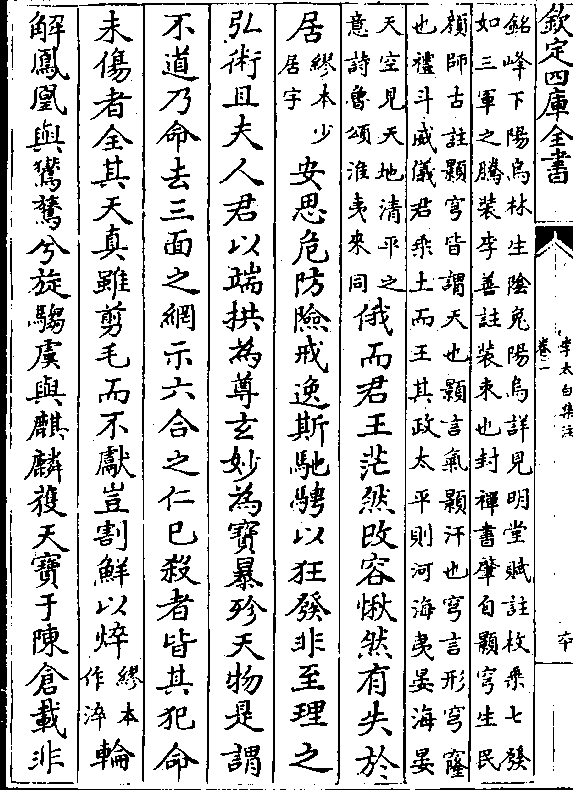 欽定四庫全書
李太白集注
卷一
銘峰下陽烏林生陰兎陽烏詳見明堂賦註枚乗七發
如三軍之騰装李善註装束也封禪書肇自顥穹生民
顔師古註顥穹皆謂天也顥言氣顥汗也穹言形穹窿
也禮斗威儀君乗土而王其政太平則河海夷晏海晏
天空見天地清平之
意詩魯頌淮夷來同
俄而君王茫然改容愀然有失於
居繆本少居字安思危防險戒逸斯馳騁以狂發非至理之
弘術且夫人君以端拱為尊玄妙為寳暴殄天物是謂
不道乃命去三面之網示六合之仁已殺者皆其犯命
未傷者全其天真雖剪毛而不獻豈割鮮以焠繆本作淬輪
解鳳凰與鸑鷟兮旋騶虞與麒麟獲天寳于陳倉載非